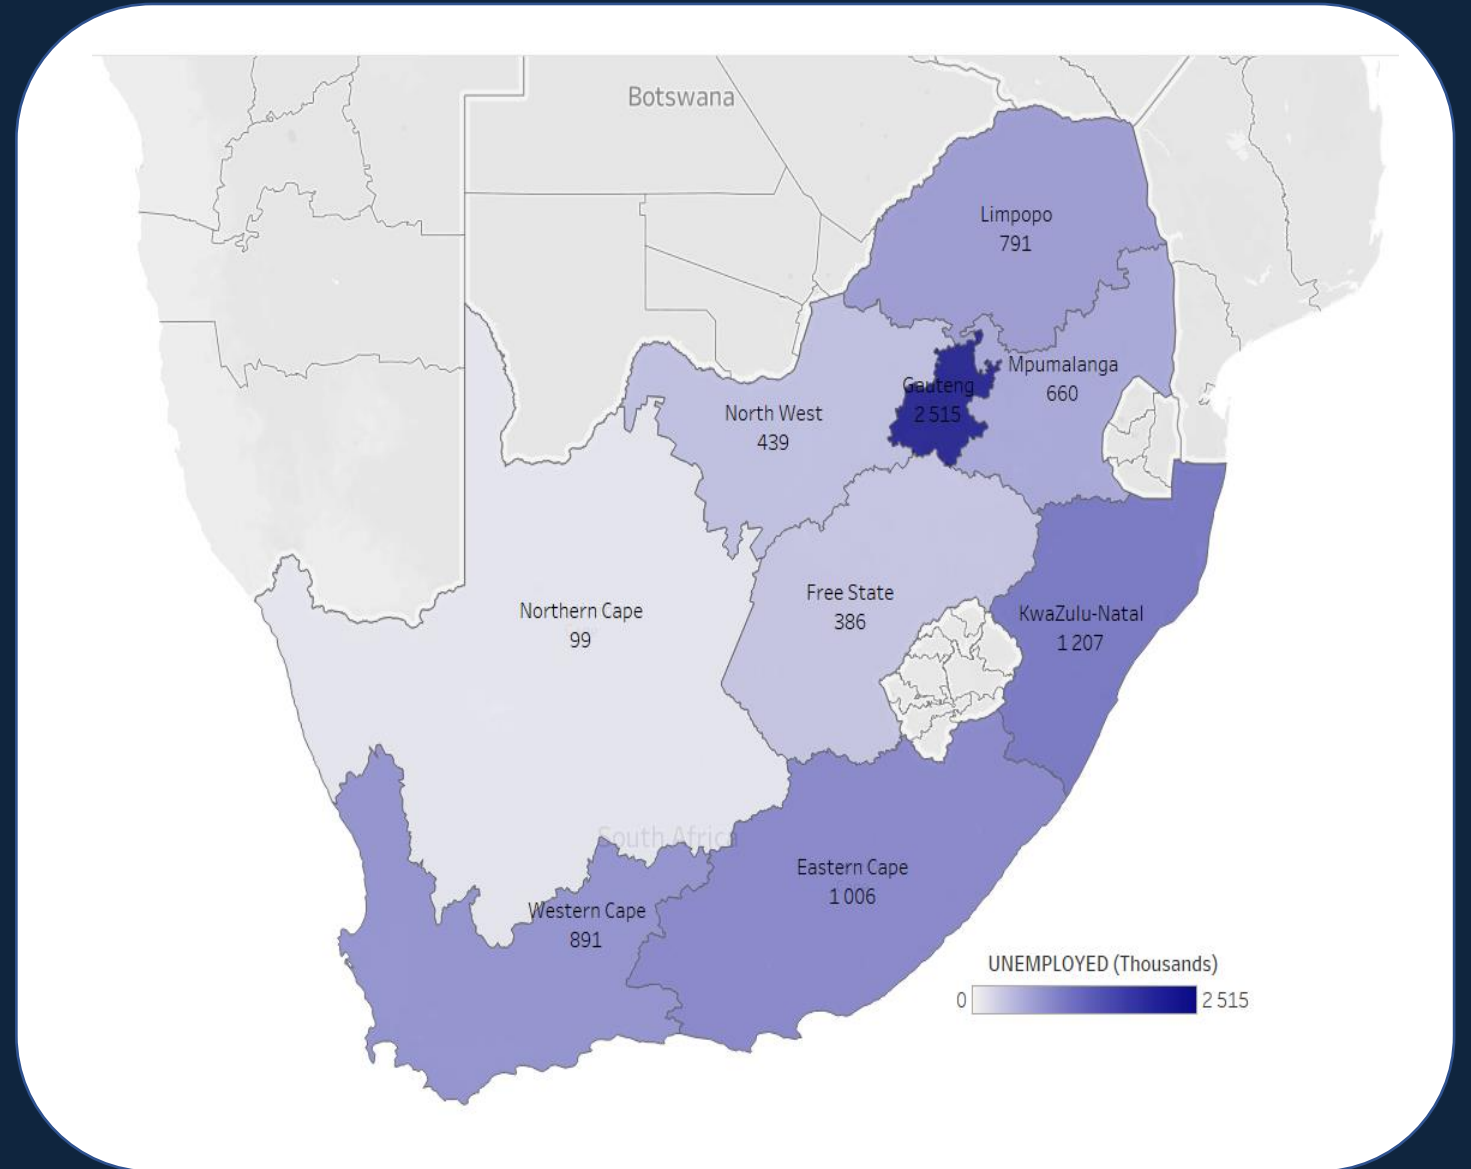 Botswana
Limpopo
791
Mpumalanga
660
Gauteng
2 515
North West
439
Free State
386
KwaZulu-Natal
1 207
Northern Cape
99
South Africa
Eastern Cape
1 006
Western Cape
891
UNEMPLOYED (Thousands)
0 2 515